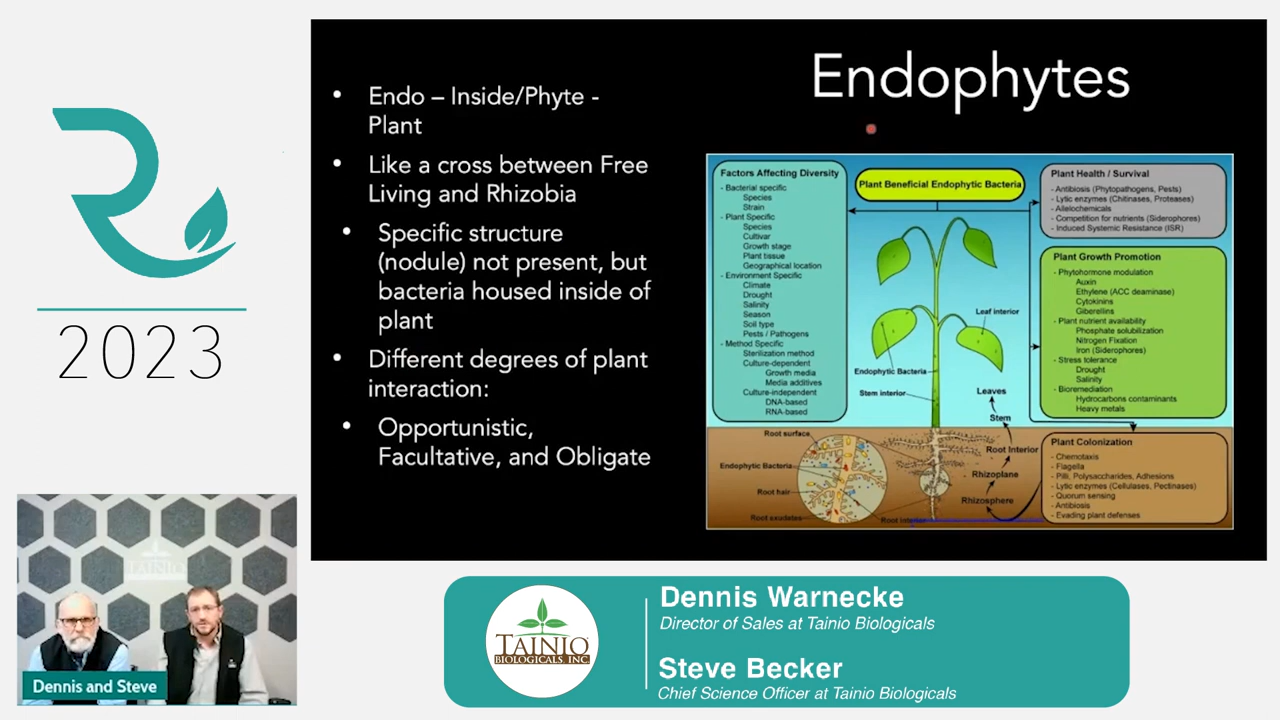 2023
Endophytes
• Endo – Inside/Phyte -
Plant
• Like a cross between Free
Living and Rhizobia
• Specific structure
(nodule) not present, but
bacteria housed inside of
plant
• Different degrees of plant
interaction:
• Opportunistic,
Facultative, and Obligate
Factors Affecting Diversity
- Bacterial specific
Species
Strain
- Plant Specific
Species
Cultivar
Growth stage
Plant tissue
Geographical location
- Environment Specific
Climate
Drought
Salinity
Season
Soil type
Pests / Pathogens
- Method Specific
Sterilization method
Culture-dependent
Growth media
Media additives
Culture-independent
DNA-based
RNA-based
Plant Beneficial Endophytic Bacteria
Leaf interior
Endophytic Bacteria
Stem interior
Leaves
Stem
Root Interior
Rhizoplane
Rhizosphere
Root surface
Endophytic Bacteria
Root hair
Root exudates
Root interior
Plant Health / Survival
- Antibiosis (Phytopathogens, Pests)
- Lytic enzymes (Chitinases, Proteases)
- Allelochemicals
- Competition for nutrients (Siderophores)
- Induced Systemic Resistance (ISR)
Plant Growth Promotion
- Phytohormone modulation
Auxin
Ethylene (ACC deaminase)
Cytokinins
Giberellins
- Plant nutrient availability
Phosphate solubilization
Nitrogen Fixation
Iron (Siderophores)
- Stress tolerance
Drought
Salinity
- Bioremediation
Hydrocarbons contaminants
Heavy metals
Plant Colonization
- Chemotaxis
- Flagella
- Pilli, Polysaccharides, Adhesions
- Lytic enzymes (Cellulases, Pectinases)
- Quorum sensing
- Antibiosis
- Evading plant defenses
TAINIO
Dennis and Steve
TAINIO
BIOLOGICALS, INC
Dennis Warnecke
Director of Sales at Tainio Biologicals
Steve Becker
Chief Science Officer at Tainio Biologicals